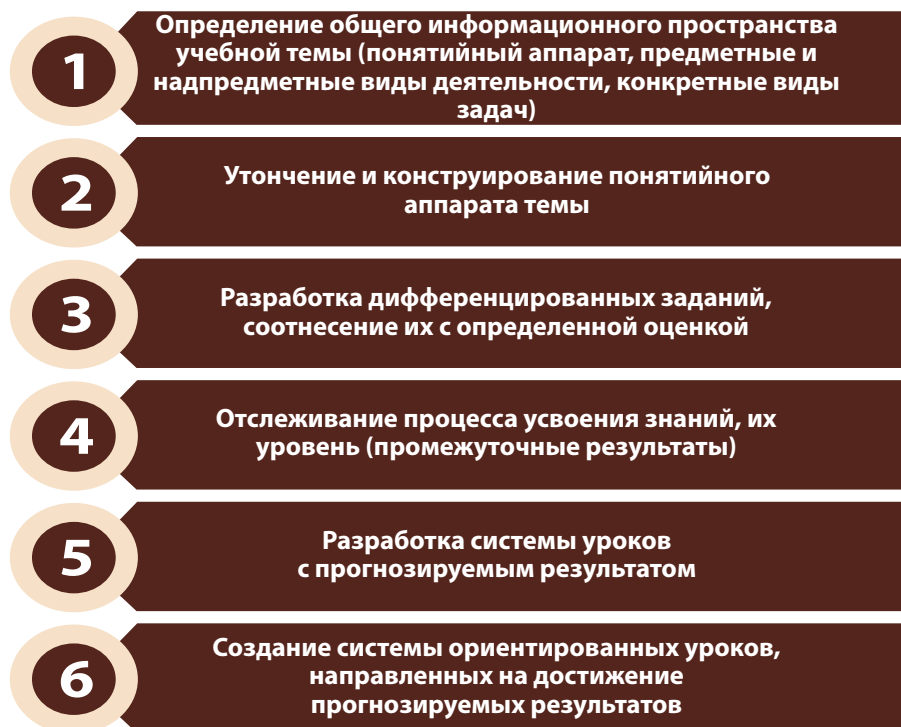 1
Определение общего информационного пространства
учебной темы (понятийный аппарат, предметные и
надпредметные виды деятельности, конкретные виды
задач)
2
Утончение и конструирование понятийного
аппарата темы
3
Разработка дифференцированных заданий,
соотнесение их с определенной оценкой
4
Отслеживание процесса усвоения знаний, их
уровень (промежуточные результаты)
5
Разработка системы уроков
с прогнозируемым результатом
6
Создание системы ориентированных уроков,
направленных на достижение
прогнозируемых результатов